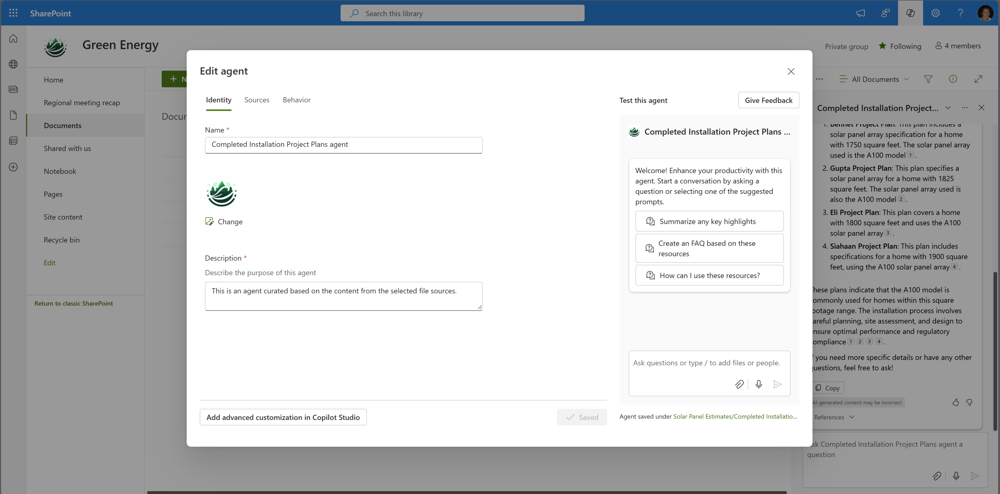 SharePoint
Search this library
Green Energy
Private group
Following
4 members
Home
Regional meeting recap
Documents
Shared with us
Notebook
Pages
Site content
Recycle bin
Edit
Return to classic SharePoint
+ N
Docur
All Documents
Edit agent
Identity
Sources
Behavior
Name *
Completed Installation Project Plans agent
Change
Description *
Describe the purpose of this agent
This is an agent curated based on the content from the selected file sources.
Add advanced customization in Copilot Studio
Saved
Test this agent
Give Feedback
Completed Installation Project Plans ...
Welcome! Enhance your productivity with this
agent. Start a conversation by asking a
question or selecting one of the suggested
prompts.
Summarize any key highlights
Create an FAQ based on these
resources
How can I use these resources?
Ask questions or type / to add files or people.
Agent saved under Solar Panel Estimates/Completed Installatio...
Completed Installation Project...
1. Bennet Project Plan: This plan includes a
solar panel array specification for a home
with 1750 square feet. The solar panel array
used is the A100 model 1 .
2. Gupta Project Plan: This plan specifies a
solar panel array for a home with 1825
square feet. The solar panel array used is
also the A100 model 2 .
3. Eli Project Plan: This plan covers a home
with 1800 square feet and uses the A100
solar panel array 3 .
4. Siahaan Project Plan: This plan includes
specifications for a home with 1900 square
feet, using the A100 solar panel array 4 .
hese plans indicate that the A100 model is
ommonly used for homes within this square
ootage range. The installation process involves
areful planning, site assessment, and design to
nsure optimal performance and regulatory
ompliance 1 2 3 4 .
f you need more specific details or have any other
uestions, feel free to ask!
Copy
AI-generated content may be incorrect
References
sk Completed Installation Project Plans agent a
question